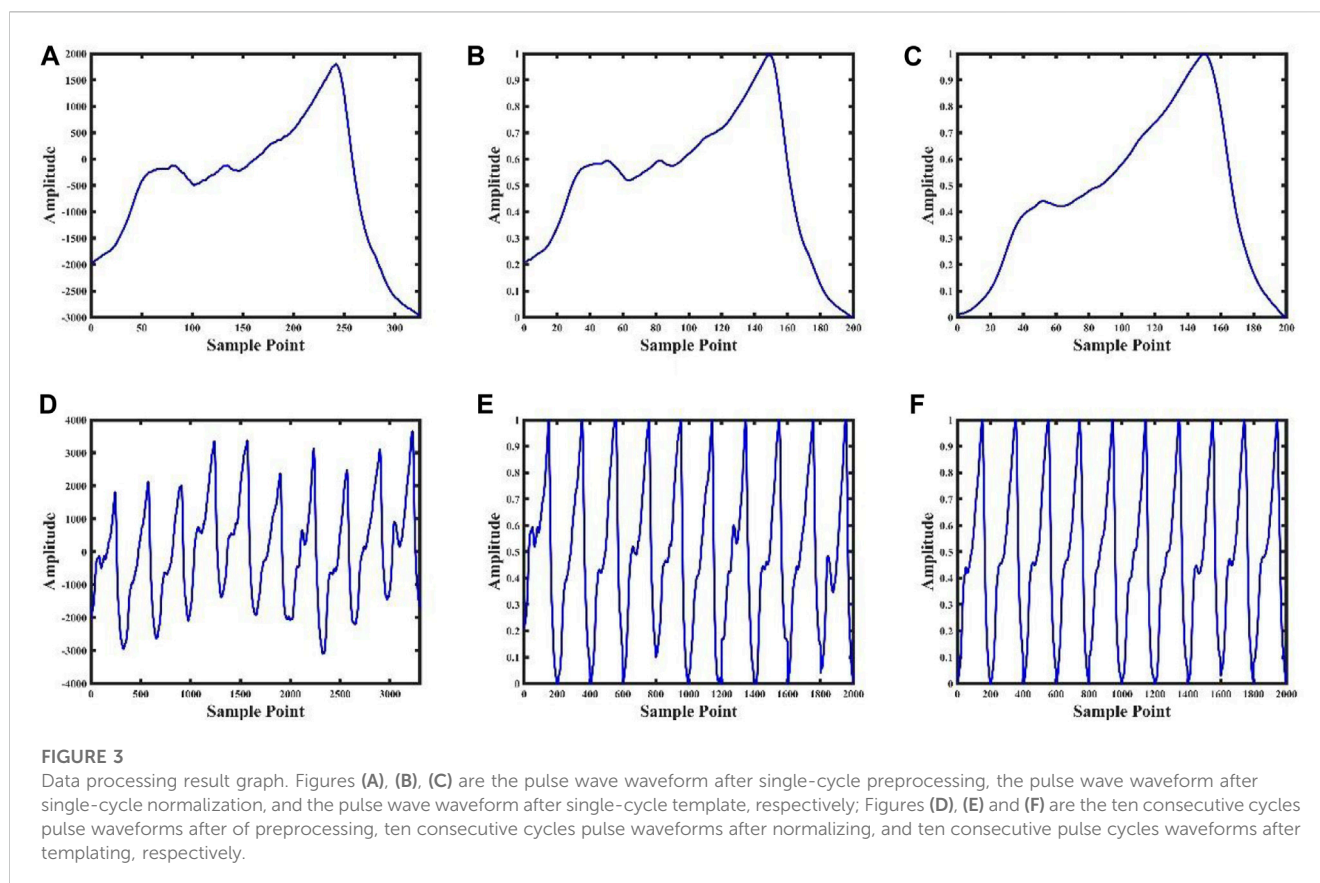 A
2000
1500
1000
500
0
-500
-1000
-1500
-2000
-2500
-3000
Amplitude
0 50 100 150 200 250 300
Sample Point
B
1
0.9
0.8
0.7
0.6
0.5
0.4
0.3
0.2
0.1
0
Amplitude
0 20 40 60 80 100 120 140 160 180 200
Sample Point
C
1
0.9
0.8
0.7
0.6
0.5
0.4
0.3
0.2
0.1
0
Amplitude
0 20 40 60 80 100 120 140 160 180 200
Sample Point
D
4000
3000
2000
1000
0
-1000
-2000
-3000
-4000
Amplitude
0 500 1000 1500 2000 2500 3000
Sample Point
E
1
0.9
0.8
0.7
0.6
0.5
0.4
0.3
0.2
0.1
0
Amplitude
0 200 400 600 800 1000 1200 1400 1600 1800 2000
Sample Point
F
1
0.9
0.8
0.7
0.6
0.5
0.4
0.3
0.2
0.1
0
Amplitude
0 200 400 600 800 1000 1200 1400 1600 1800 2000
Sample Point
FIGURE 3
Data processing result graph. Figures (A), (B), (C) are the pulse wave waveform after single-cycle preprocessing, the pulse wave waveform after
single-cycle normalization, and the pulse wave waveform after single-cycle template, respectively; Figures (D), (E) and (F) are the ten consecutive cycles
pulse waveforms after of preprocessing, ten consecutive cycles pulse waveforms after normalizing, and ten consecutive pulse cycles waveforms after
templating, respectively.